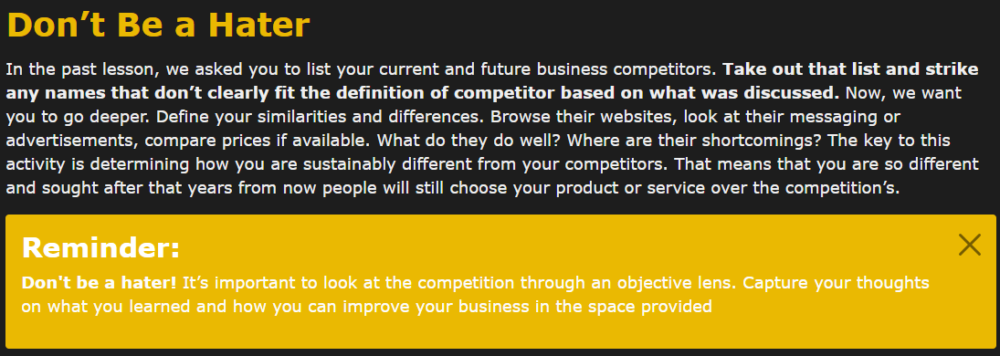 Don’t Be a Hater
In the past lesson, we asked you to list your current and future business competitors. Take out that list and strike
any names that don’t clearly fit the definition of competitor based on what was discussed. Now, we want
you to go deeper. Define your similarities and differences. Browse their websites, look at their messaging or
advertisements, compare prices if available. What do they do well? Where are their shortcomings? The key to this
activity is determining how you are sustainably different from your competitors. That means that you are so different
and sought after that years from now people will still choose your product or service over the competition’s.
Reminder:
Don't be a hater! It’s important to look at the competition through an objective lens. Capture your thoughts
on what you learned and how you can improve your business in the space provided